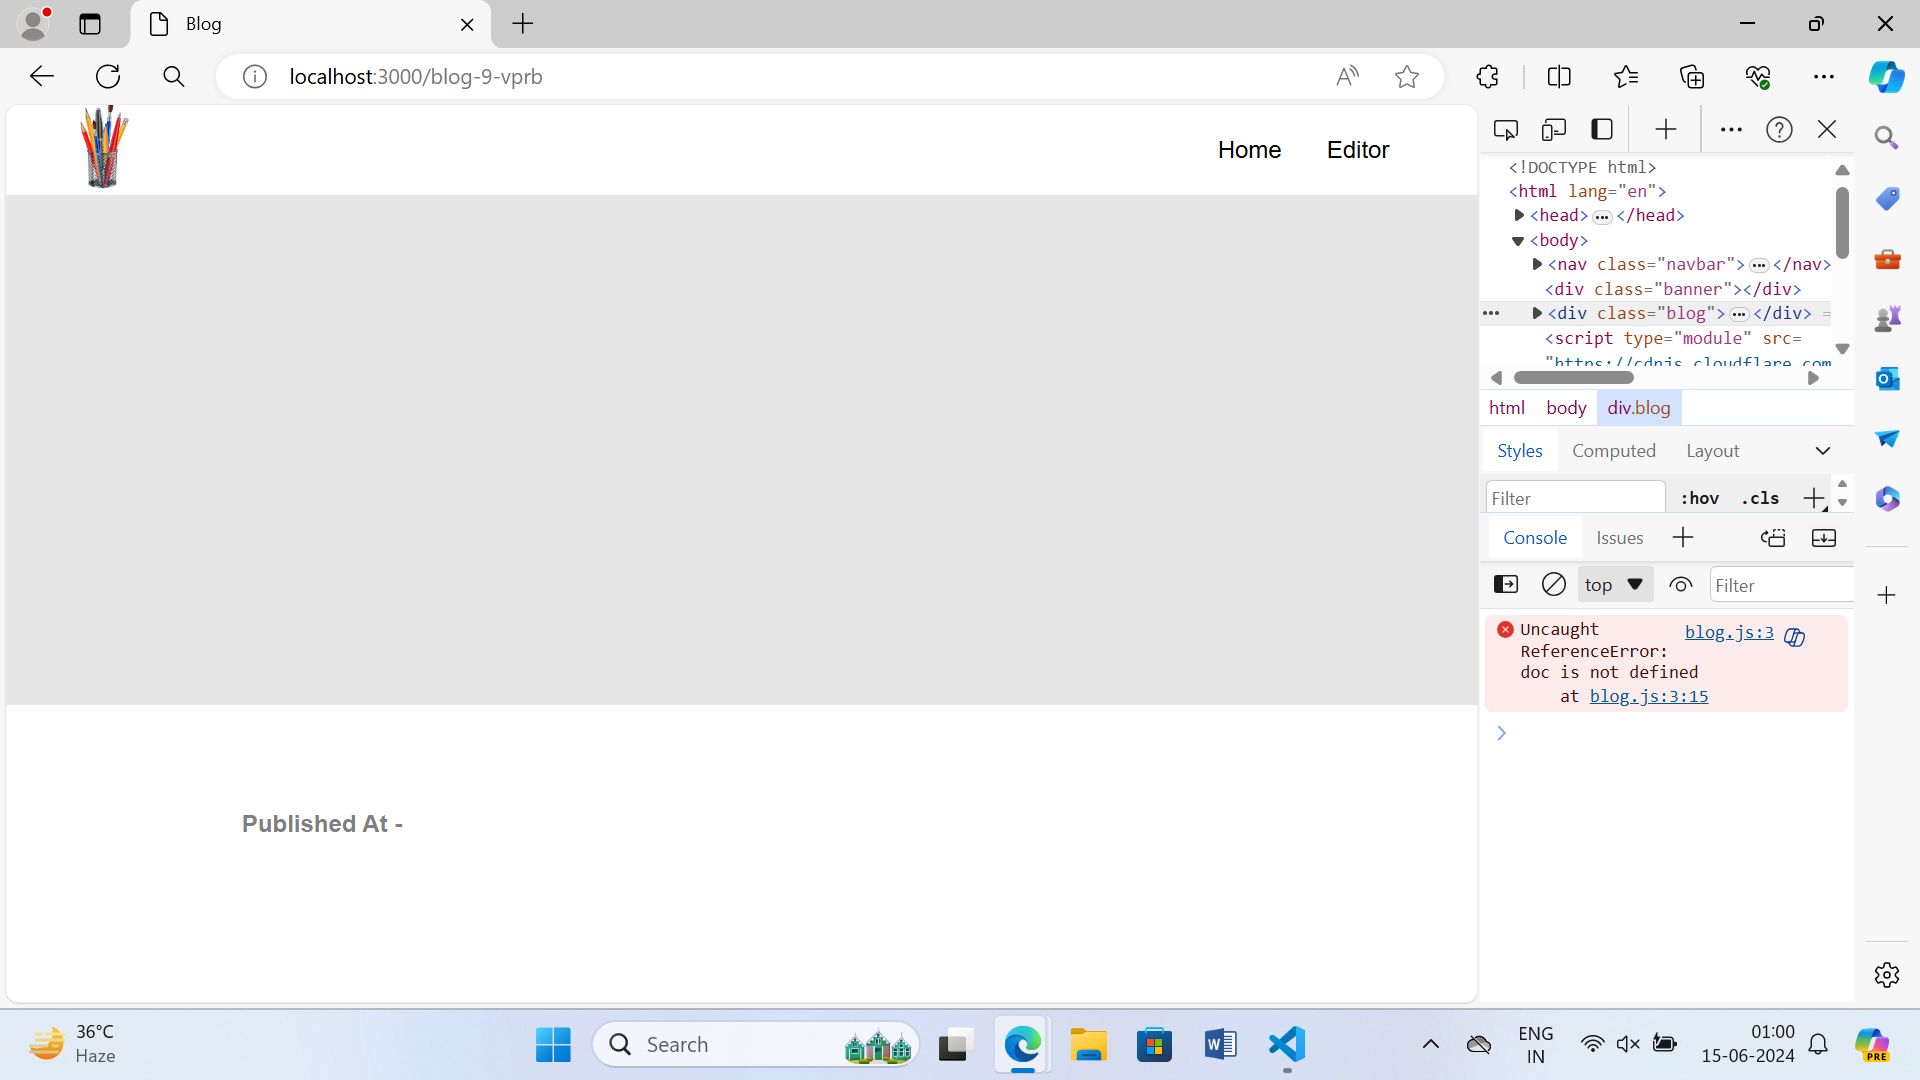 Blog
localhost:3000/blog-9-vprb
Home
Editor
Published At -
<!DOCTYPE html>
<html lang="en">
<head> ••• </head>
<body>
<nav class="navbar"> ••• </nav>
<div class="banner"></div>
<div class="blog"> ••• </div> =
<script type="module" src=
"https://cdnjs.cloudflare.com
html body div.blog
Styles Computed Layout
Filter :hov .cls
Console Issues
top Filter
Uncaught blog.js:3
ReferenceError:
doc is not defined
at blog.js:3:15
36°C
Haze
Search
ENG
IN
01:00
15-06-2024
PRE